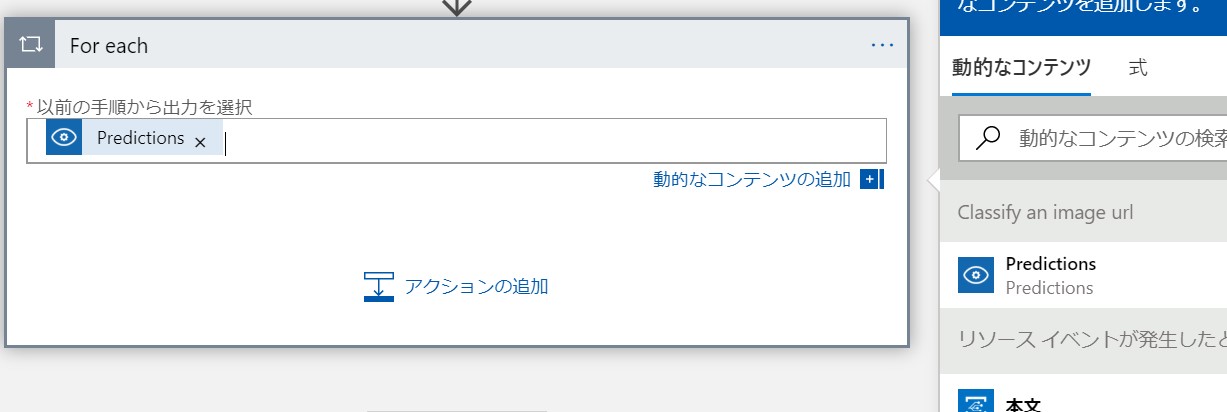 なコンテンツを追加します。
For each
動的なコンテンツ 式
*以前の手順から出力を選択
Predictions ×
動的なコンテンツの検索
動的なコンテンツの追加
Classify an image url
Predictions
Predictions
アクションの追加
リソース イベントが発生したと
本文